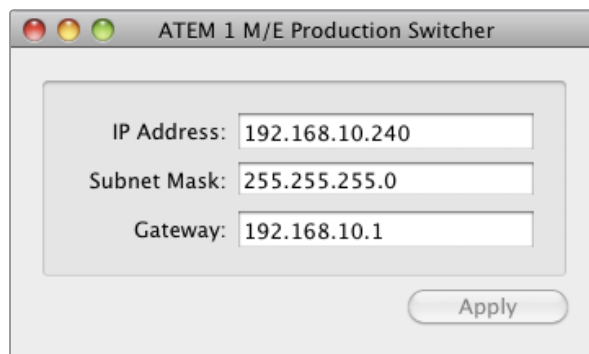 ATEM 1 M/E Production Switcher
IP Address: 192.168.10.240
Subnet Mask: 255.255.255.0
Gateway: 192.168.10.1
Apply